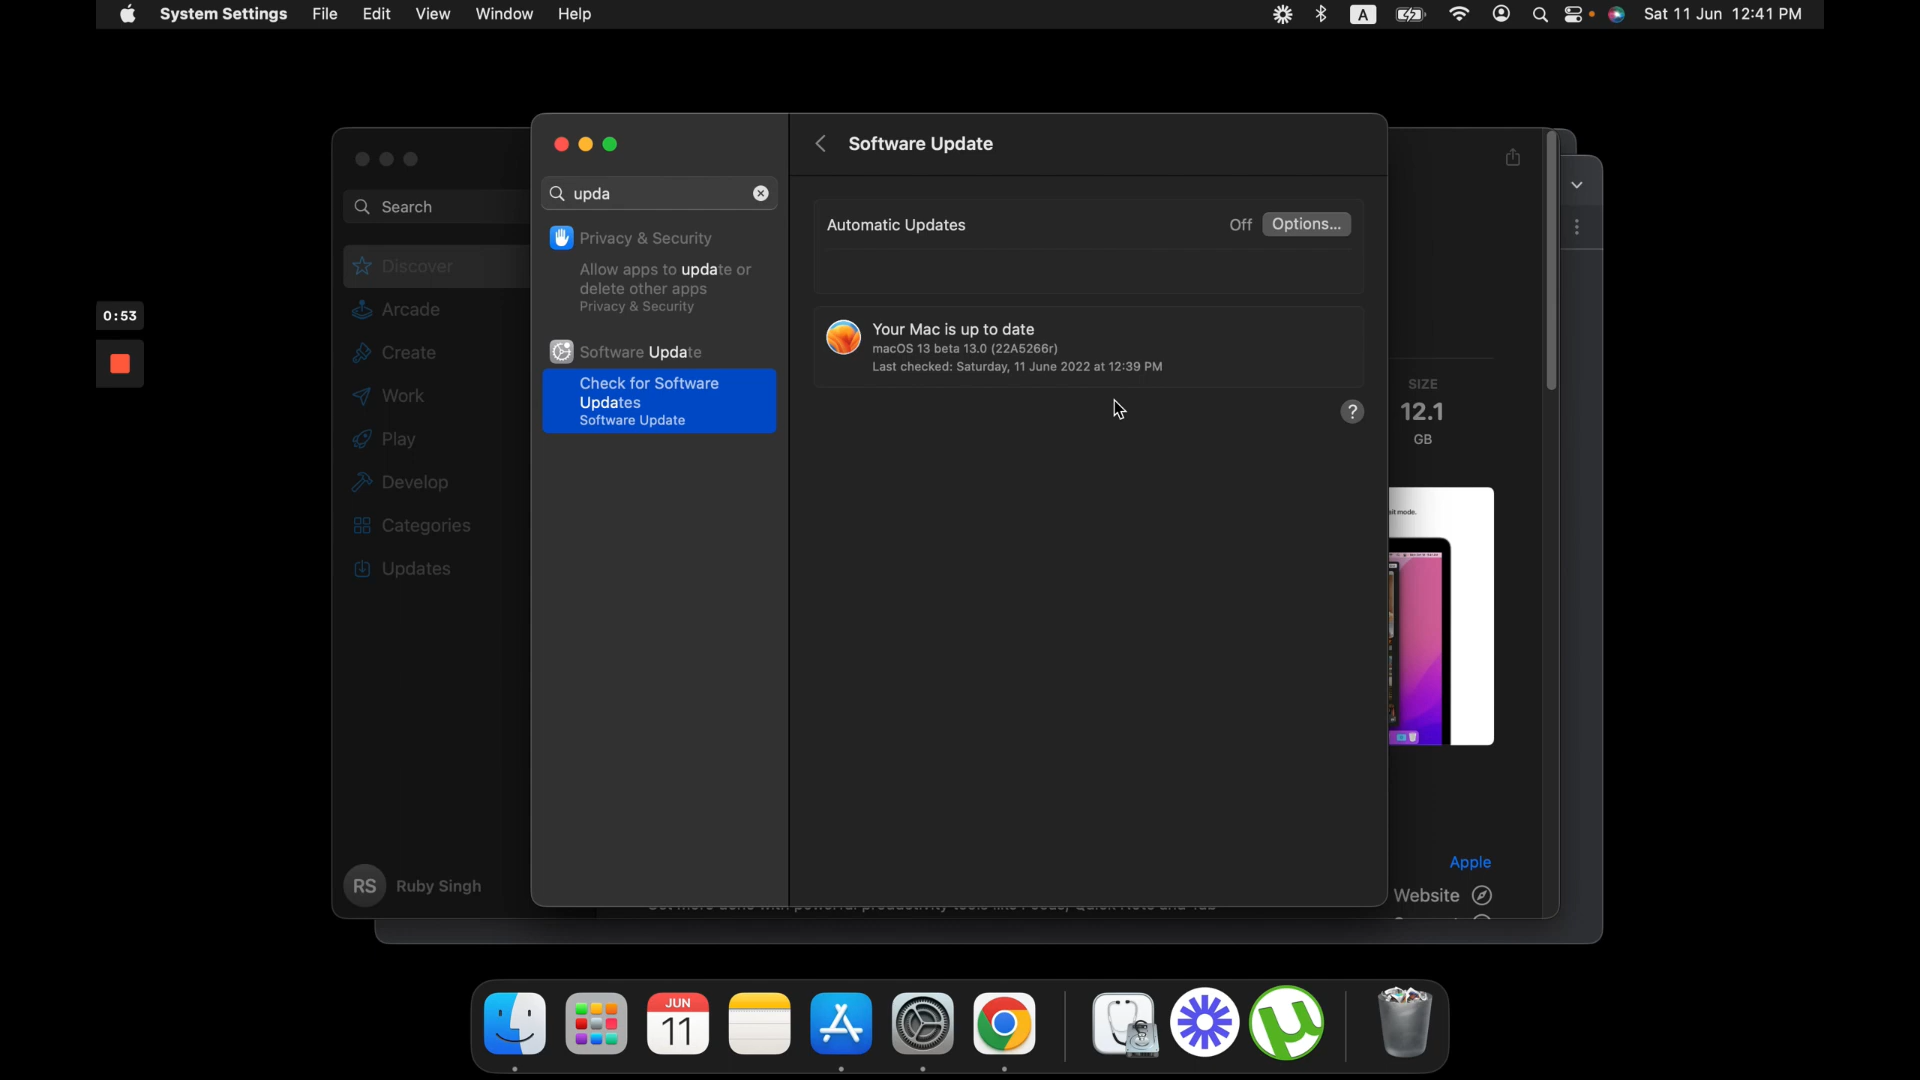 System Settings File Edit View Window Help
A Sat 11 Jun 12:41 PM
0:53
Search
Discover
Arcade
Create
Work
Play
Develop
Categories
Updates
RS Ruby Singh
upda
Privacy & Security
Allow apps to update or
delete other apps
Privacy & Security
Software Update
Check for Software
Updates
Software Update
Software Update
Automatic Updates Off Options...
Your Mac is up to date
macOS 13 beta 13.0 (22A5266r)
Last checked: Saturday, 11 June 2022 at 12:39 PM
?
SIZE
12.1
GB
mode.
Apple
Website
JUN
11